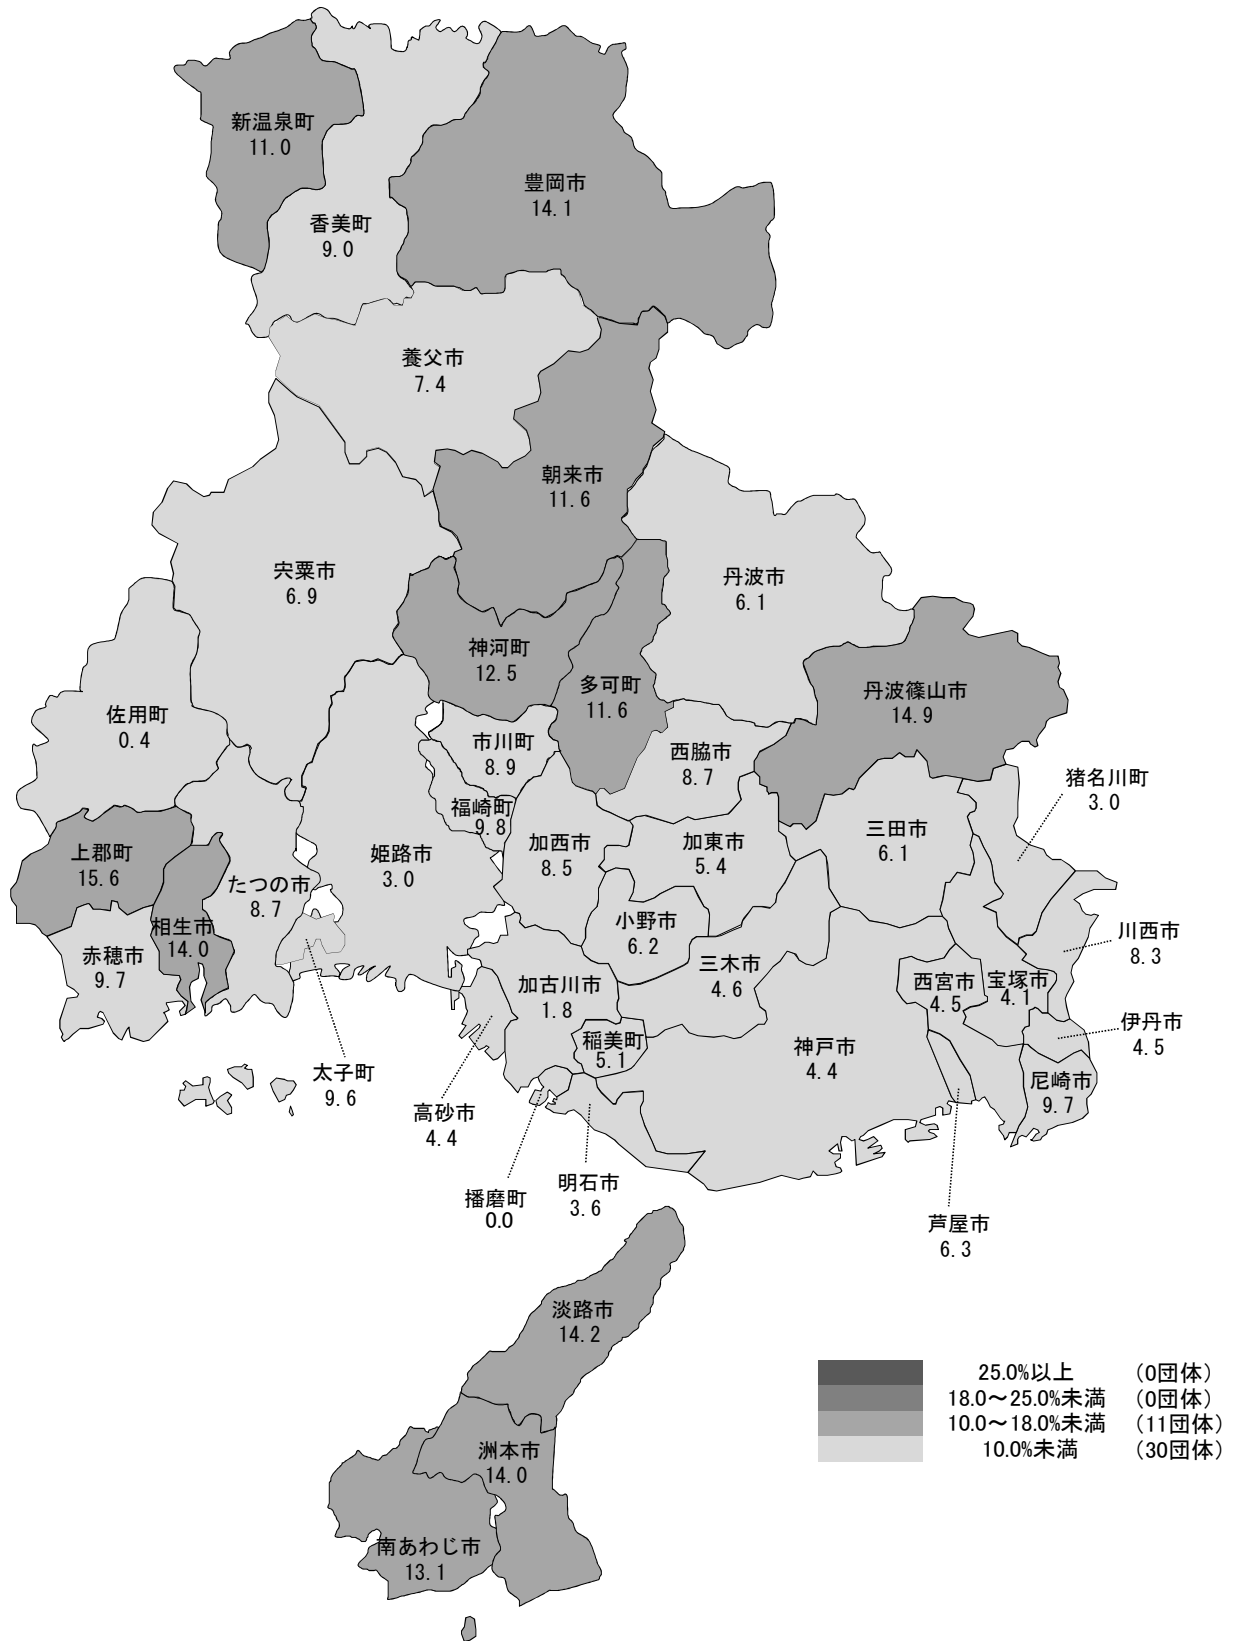 新温泉町
11.0
豊岡市
14.1
香美町
9.0
養父市
7.4
朝来市
11.6
宍粟市
6.9
丹波市
6.1
神河町
12.5
多可町
11.6
丹波篠山市
14.9
佐用町
0.4
市川町
8.9
西脇市
8.7
猪名川町
3.0
福崎町
9.8
加西市
8.5
加東市
5.4
三田市
6.1
上郡町
15.6
姫路市
3.0
たつの市
8.7
相生市
14.0
小野市
6.2
川西市
8.3
赤穂市
9.7
三木市
4.6
加古川市
1.8
西宮市
4.5
宝塚市
4.1
稲美町
5.1
神戸市
4.4
伊丹市
4.5
太子町
9.6
尼崎市
9.7
高砂市
4.4
播磨町
0.0
明石市
3.6
芦屋市
6.3
淡路市
14.2
洲本市
14.0
南あわじ市
13.1
25.0%以上 (0団体)
18.0～25.0%未満 (0団体)
10.0～18.0%未満 (11団体)
10.0%未満 (30団体)